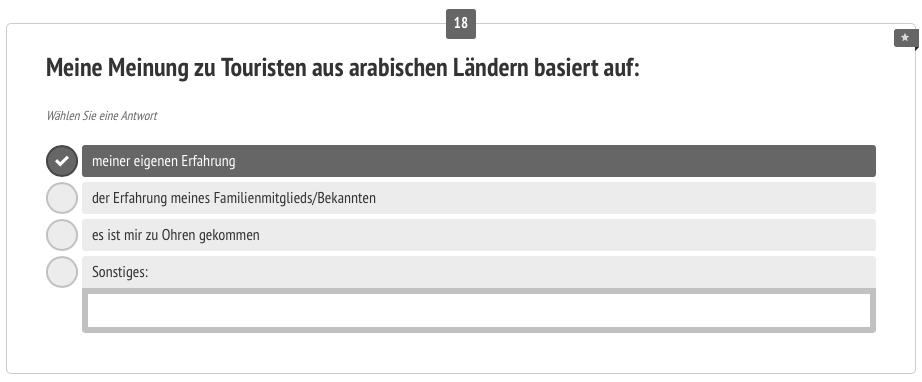 18
Meine Meinung zu Touristen aus arabischen Ländern basiert auf:
Wählen Sie eine Antwort
meiner eigenen Erfahrung
der Erfahrung meines Familienmitglieds/Bekannten
es ist mir zu Ohren gekommen
Sonstiges: